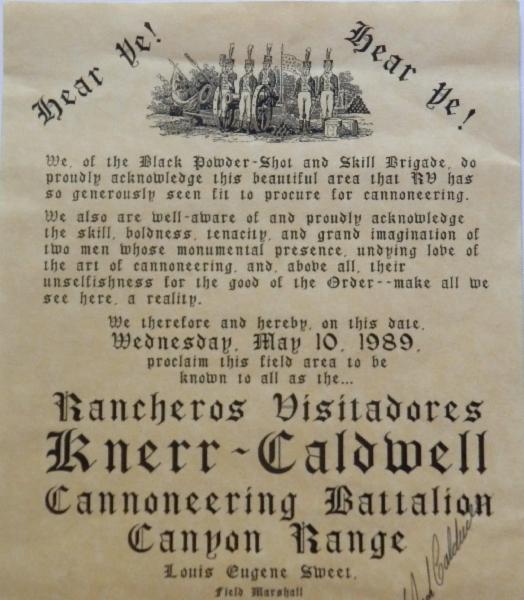 Hear Ye!
Hear Ye!
We, of the Black Powder-Shot and Skill Brigade, do
proudly acknowledge this beautiful area that RV has
so generously seen fit to procure for cannoneering.
We also are well-aware of and proudly acknowledge
the skill, boldness, tenacity, and grand imagination of
two men whose monumental presence, undying love of
the art of cannoneering, and, above all, their
unselfishness for the good of the Order--make all we
see here, a reality.
We therefore and hereby, on this date,
Wednesday, May 10, 1989,
proclaim this field area to be
known to all as the...
Rancheros Visitadores
Knerr-Caldwell
Cannoneering Battalion
Canyon Range
Louis Eugene Sweet,
Field Marshall
Caldwell